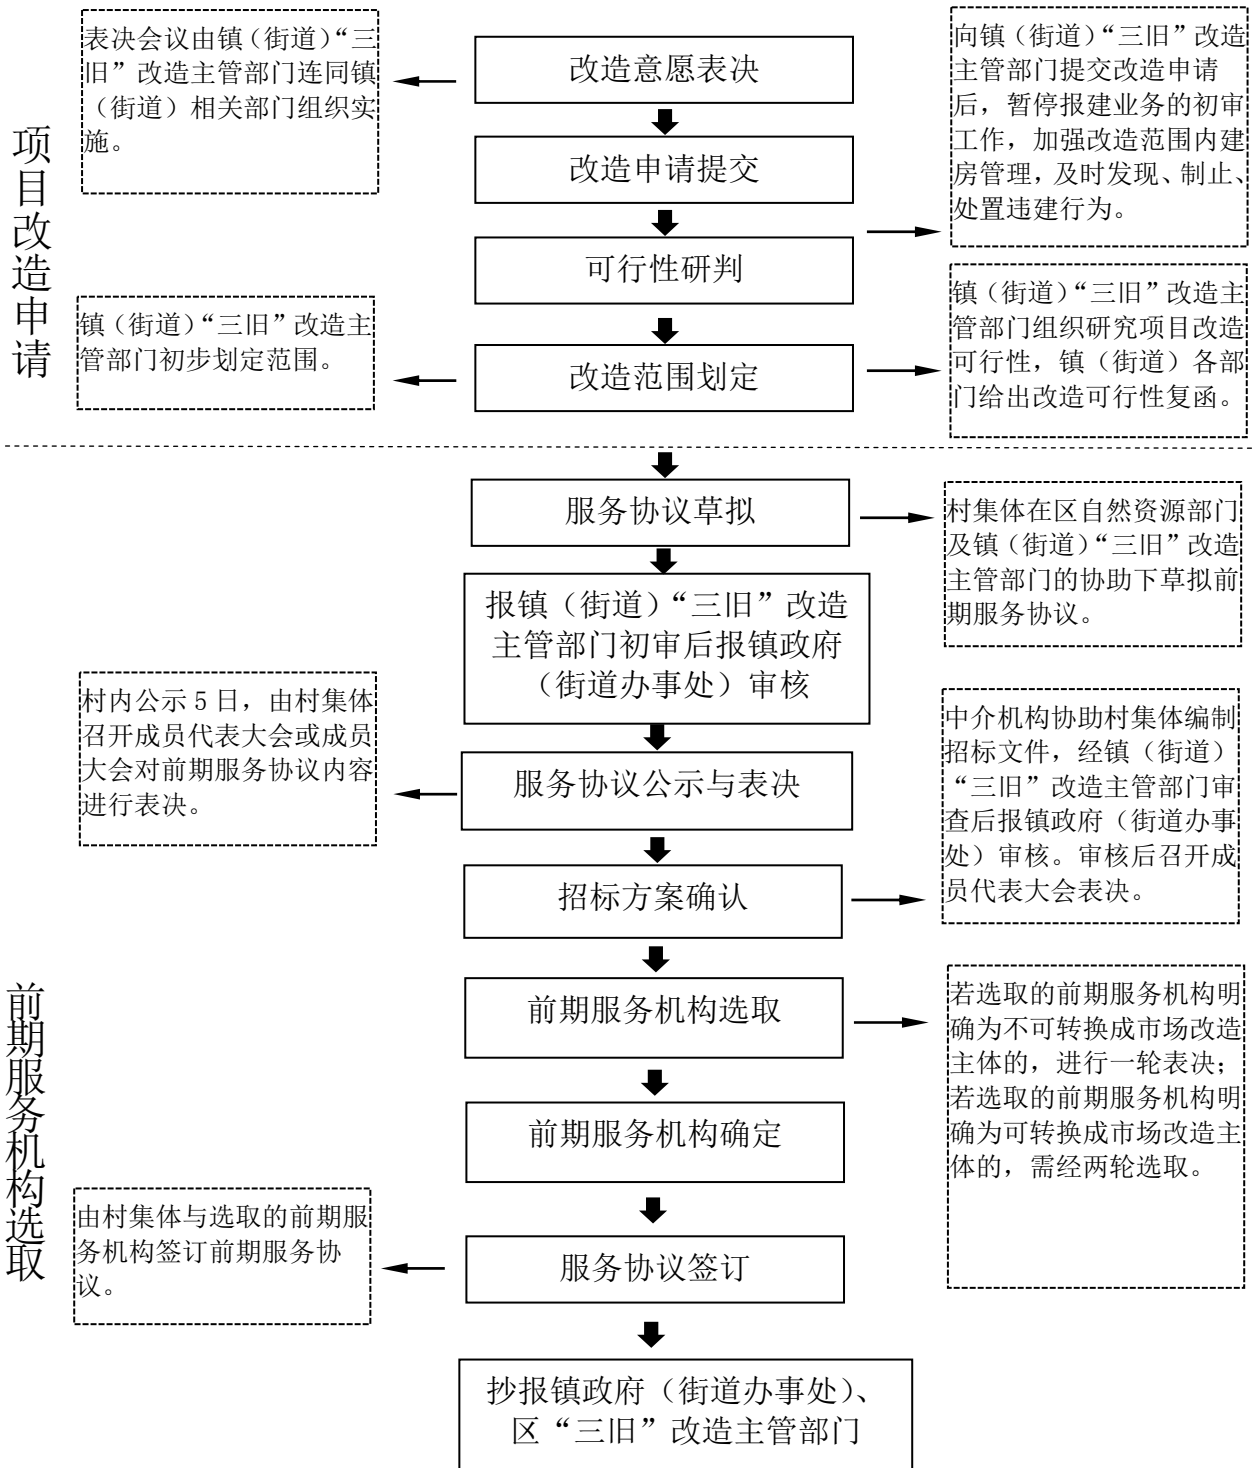 项目改造申请
表决会议由镇（街道）“三
旧”改造主管部门连同镇
（街道）相关部门组织实
施。
改造意愿表决
向镇（街道）“三旧”改造
主管部门提交改造申请
后，暂停报建业务的初审
工作，加强改造范围内建
房管理，及时发现、制止、
处置违建行为。
改造申请提交
可行性研判
镇（街道）“三旧”改造主
管部门初步划定范围。
改造范围划定
镇（街道）“三旧”改造主
管部门组织研究项目改造
可行性，镇（街道）各部
门给出改造可行性复函。
前期服务机构选取
服务协议草拟
村集体在区自然资源部门
及镇（街道）“三旧”改造
主管部门的协助下草拟前
期服务协议。
报镇（街道）“三旧”改造
主管部门初审后报镇政府
（街道办事处）审核
村内公示 5 日，由村集体
召开成员代表大会或成员
大会对前期服务协议内容
进行表决。
服务协议公示与表决
中介机构协助村集体编制
招标文件，经镇（街道）
“三旧”改造主管部门审
查后报镇政府（街道办事
处）审核。审核后召开成
员代表大会表决。
招标方案确认
前期服务机构选取
若选取的前期服务机构明
确为不可转换成市场改造
主体的，进行一轮表决；
若选取的前期服务机构明
确为可转换成市场改造主
体的，需经两轮选取。
前期服务机构确定
由村集体与选取的前期服
务机构签订前期服务协
议。
服务协议签订
抄报镇政府（街道办事处）、
区“三旧”改造主管部门